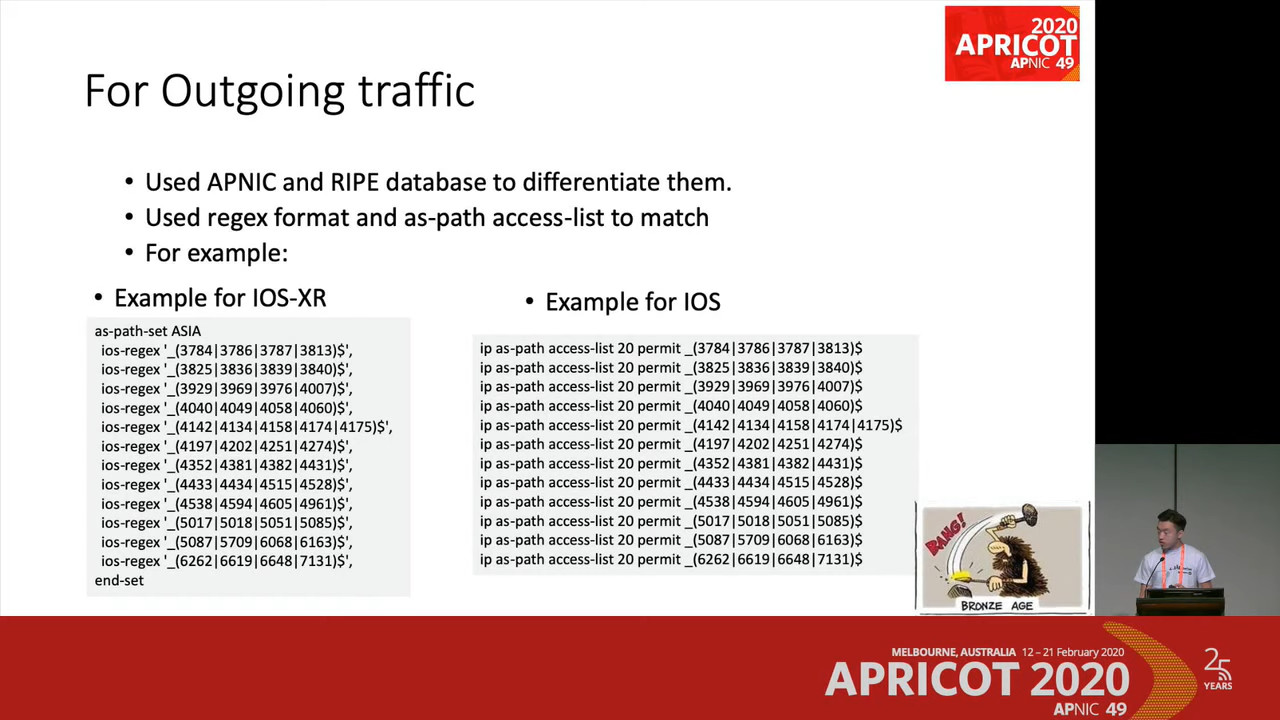 2020
APRICOT
APNIC 49
For Outgoing traffic
• Used APNIC and RIPE database to differentiate them.
• Used regex format and as-path access-list to match
• For example:
• Example for IOS-XR
as-path-set ASIA
ios-regex '_(3784|3786|3787|3813)$',
ios-regex '_(3825|3836|3839|3840)$',
ios-regex '_(3929|3969|3976|4007)$',
ios-regex '_(4040|4049|4058|4060)$',
ios-regex '_(4142|4134|4158|4174|4175)$',
ios-regex '_(4197|4202|4251|4274)$',
ios-regex '_(4352|4381|4382|4431)$',
ios-regex '_(4433|4434|4515|4528)$',
ios-regex '_(4538|4594|4605|4961)$',
ios-regex '_(5017|5018|5051|5085)$',
ios-regex '_(5087|5709|6068|6163)$',
ios-regex '_(6262|6619|6648|7131)$',
end-set
• Example for IOS
ip as-path access-list 20 permit _(3784|3786|3787|3813)$
ip as-path access-list 20 permit _(3825|3836|3839|3840)$
ip as-path access-list 20 permit _(3929|3969|3976|4007)$
ip as-path access-list 20 permit _(4040|4049|4058|4060)$
ip as-path access-list 20 permit _(4142|4134|4158|4174|4175)$
ip as-path access-list 20 permit _(4197|4202|4251|4274)$
ip as-path access-list 20 permit _(4352|4381|4382|4431)$
ip as-path access-list 20 permit _(4433|4434|4515|4528)$
ip as-path access-list 20 permit _(4538|4594|4605|4961)$
ip as-path access-list 20 permit _(5017|5018|5051|5085)$
ip as-path access-list 20 permit _(5087|5709|6068|6163)$
ip as-path access-list 20 permit _(6262|6619|6648|7131)$
BANG!
BRONZE AGE
MELBOURNE, AUSTRALIA 12 – 21 February 2020
APRICOT 2020
APNIC 49
25
YEARS